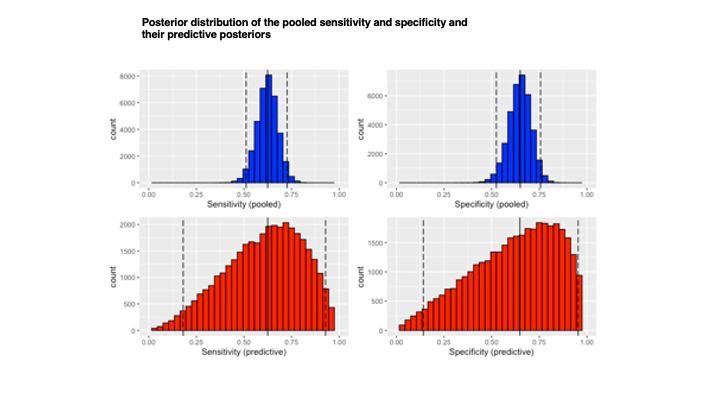 Posterior distribution of the pooled sensitivity and specificity and
their predictive posteriors
8000
6000
4000
2000
0
count
0.00 0.25 0.50 0.75 1.00
Sensitivity (pooled)
6000
4000
2000
0
count
0.00 0.25 0.50 0.75 1.00
Specificity (pooled)
2000
1500
1000
500
0
count
0.00 0.25 0.50 0.75 1.00
Sensitivity (predictive)
1500
1000
500
0
count
0.00 0.25 0.50 0.75 1.00
Specificity (predictive)